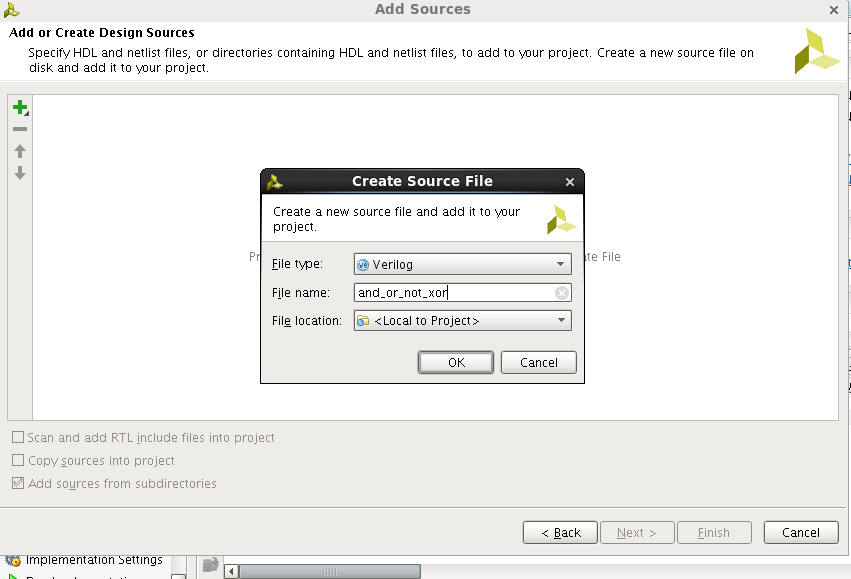 Add Sources
Add or Create Design Sources
Specify HDL and netlist files, or directories containing HDL and netlist files, to add to your project. Create a new source file on
disk and add it to your project.
Create Source File
Create a new source file and add it to your
project.
File type:
Verilog
File name:
and_or_not_xor
File location:
<Local to Project>
OK
Cancel
File
Scan and add RTL include files into project
Copy sources into project
Add sources from subdirectories
< Back
Next >
Finish
Cancel
Implementation Settings